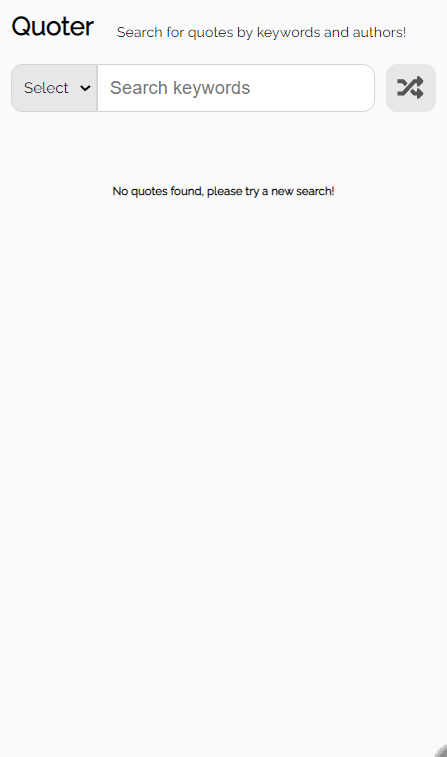 Quoter Search for quotes by keywords and authors!
Select Search keywords
No quotes found, please try a new search!